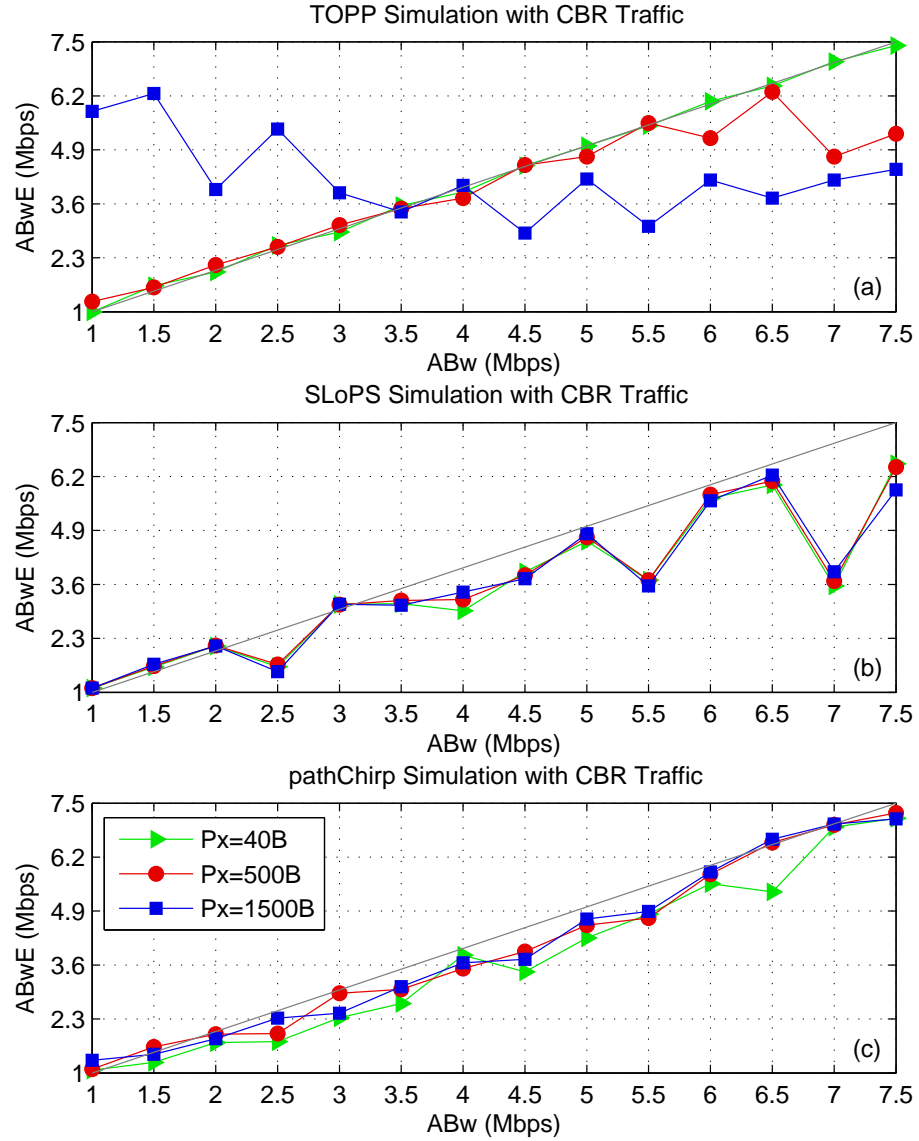 TOPP Simulation with CBR Traffic
7.5
6.2
4.9
3.6
2.3
1
ABwE (Mbps)
(a)
1 1.5 2 2.5 3 3.5 4 4.5 5 5.5 6 6.5 7 7.5
ABw (Mbps)
SLoPS Simulation with CBR Traffic
7.5
6.2
4.9
3.6
2.3
1
ABwE (Mbps)
(b)
1 1.5 2 2.5 3 3.5 4 4.5 5 5.5 6 6.5 7 7.5
ABw (Mbps)
pathChirp Simulation with CBR Traffic
7.5
6.2
4.9
3.6
2.3
1
ABwE (Mbps)
Px=40B
Px=500B
Px=1500B
(c)
1 1.5 2 2.5 3 3.5 4 4.5 5 5.5 6 6.5 7 7.5
ABw (Mbps)